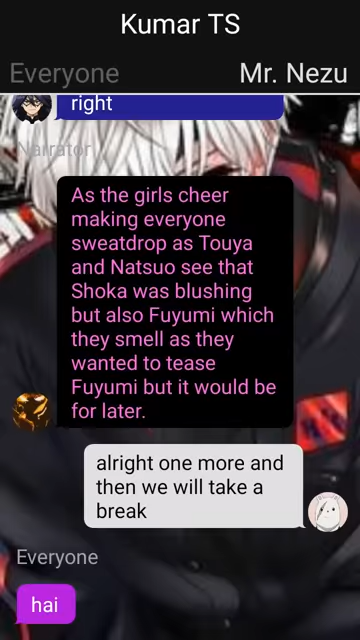 Kumar TS
Everyone
Mr. Nezu
right
Narrator
As the girls cheer
making everyone
sweatdrop as Touya
and Natsuo see that
Shoka was blushing
but also Fuyumi which
they smell as they
wanted to tease
Fuyumi but it would be
for later.
alright one more and
then we will take a
break
Everyone
hai